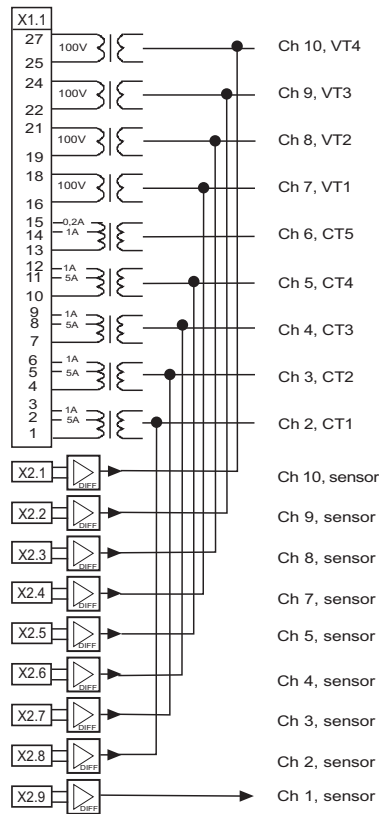 X1.1
27
100V
Ch 10, VT4
25
24
100V
Ch 9, VT3
22
21
100V
Ch 8, VT2
19
18
100V
Ch 7, VT1
16
15
0,2A
14
1A
Ch 6, CT5
13
12
1A
11
5A
Ch 5, CT4
10
9
1A
8
5A
Ch 4, CT3
7
6
1A
5
5A
Ch 3, CT2
4
3
1A
2
5A
Ch 2, CT1
1
X2.1
DIFF
Ch 10, sensor
X2.2
DIFF
Ch 9, sensor
X2.3
DIFF
Ch 8, sensor
X2.4
DIFF
Ch 7, sensor
X2.5
DIFF
Ch 5, sensor
X2.6
DIFF
Ch 4, sensor
X2.7
DIFF
Ch 3, sensor
X2.8
DIFF
Ch 2, sensor
X2.9
DIFF
Ch 1, sensor